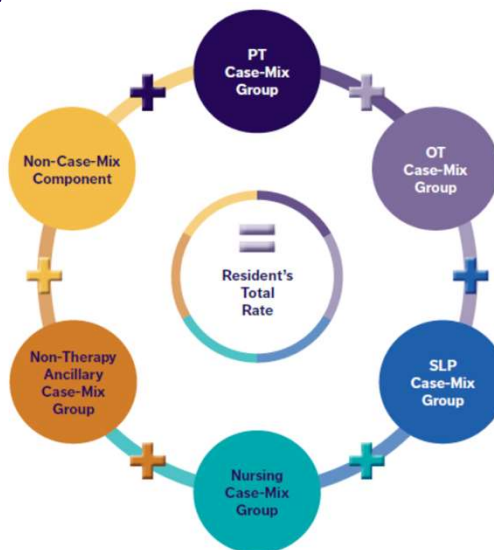 PT
Case-Mix
Group
OT
Case-Mix
Group
SLP
Case-Mix
Group
Nursing
Case-Mix
Group
Non-Therapy
Ancillary
Case-Mix
Group
Non-Case-Mix
Component
=
Resident's
Total
Rate